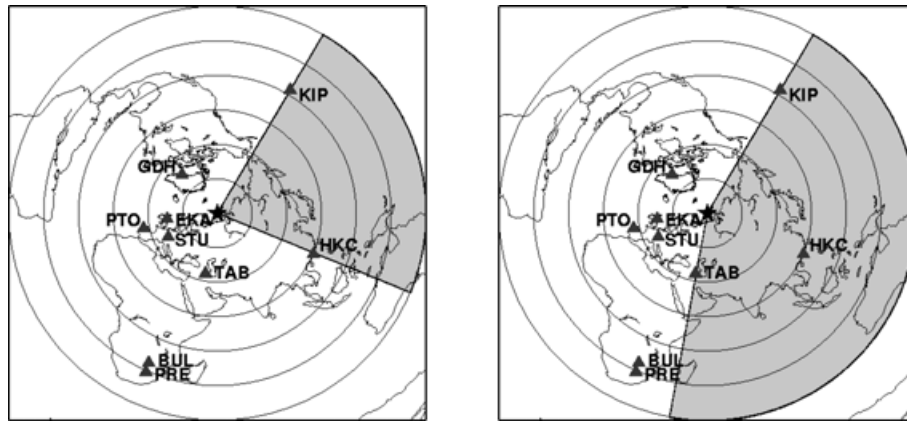 KIP
GDH
PTO EKA
STU
HKC
TAB
BUL
PRE
KIP
GDH
PTO EKA
STU
HKC
TAB
BUL
PRE